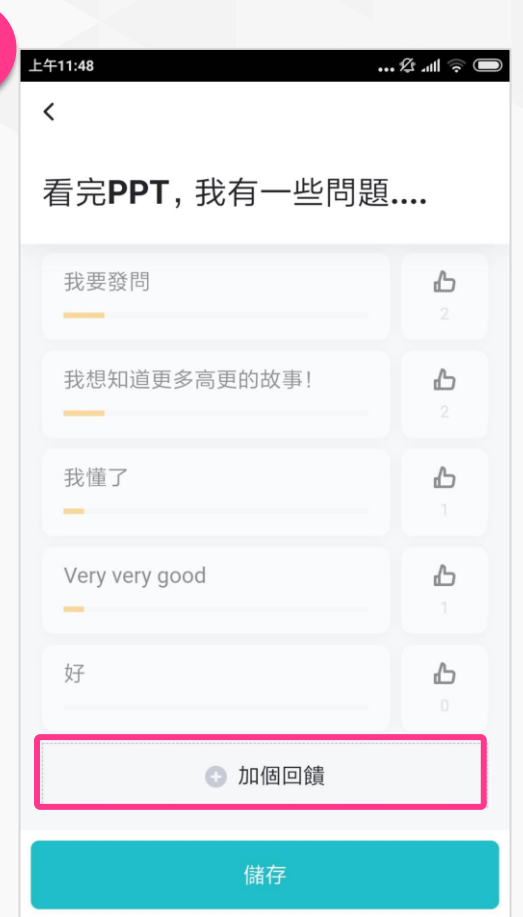 上午11:48
...
看完PPT，我有一些問題....
我要發問
2
我想知道更多高更的故事！
2
我懂了
1
Very very good
1
好
0
加個回饋
儲存